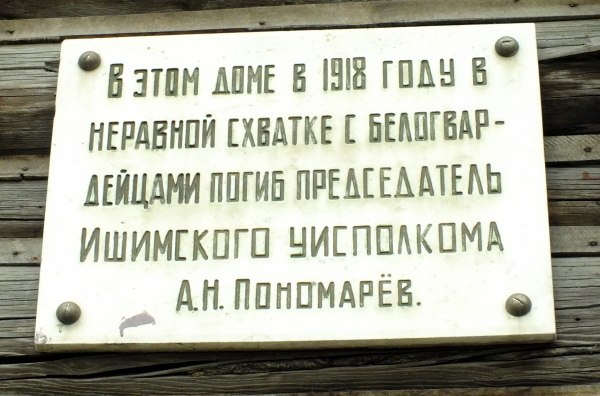 В этом доме в 1918 году в
неравной схватке с белогвар-
дейцами погиб председатель
Ишимского уисполкома
А.Н. Пономарёв.